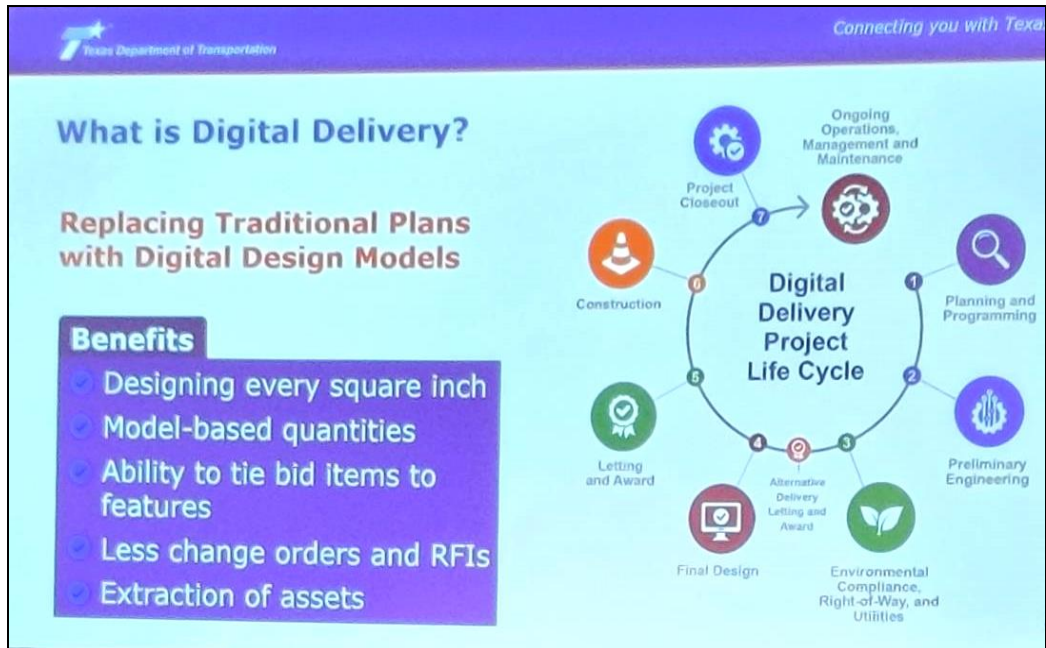 Texas Department of Transportation
Connecting you with Texa
What is Digital Delivery?
Replacing Traditional Plans
with Digital Design Models
Benefits
Designing every square inch
Model-based quantities
Ability to tie bid items to
features
Less change orders and RFIs
Extraction of assets
Digital
Delivery
Project
Life Cycle
1
Planning and
Programming
2
Preliminary
Engineering
3
Environmental
Compliance,
Right-of-Way, and
Utilities
Alternative
Delivery
Letting and
Award
4
Final Design
5
Letting
and Award
6
Construction
7
Project
Closeout
Ongoing
Operations,
Management and
Maintenance